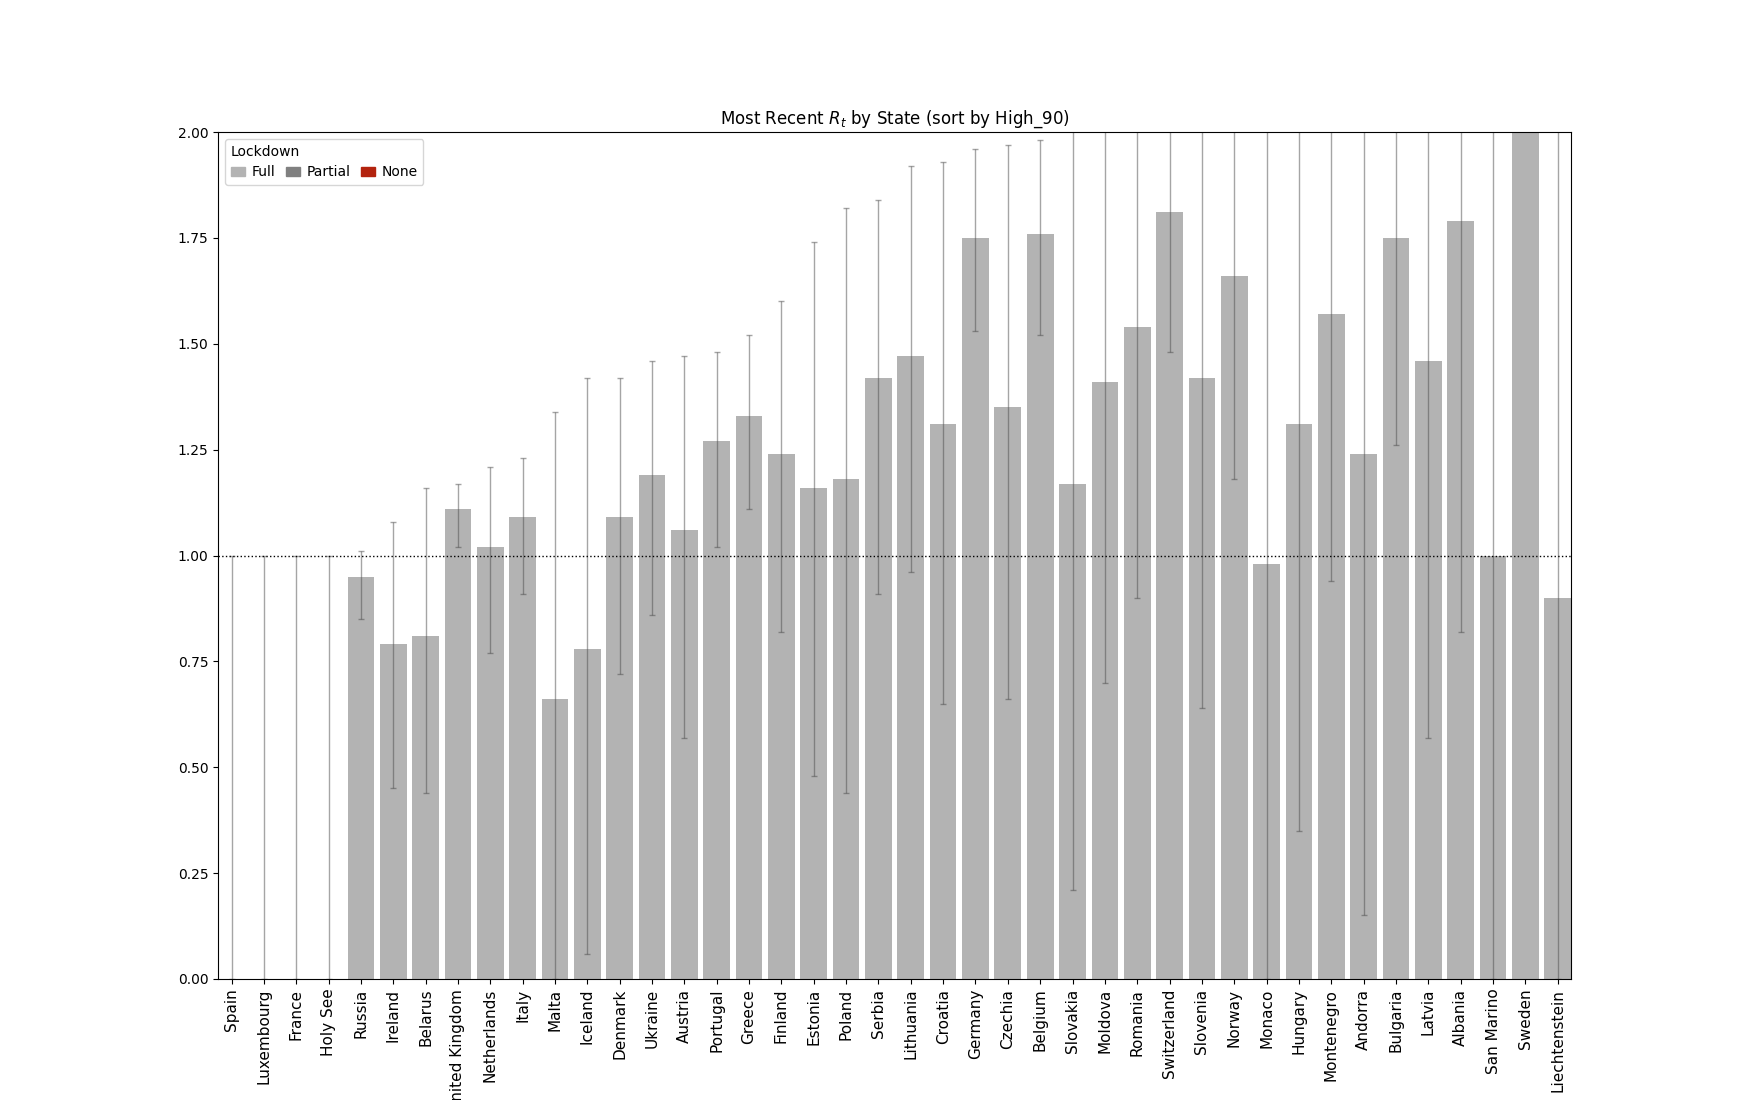 Most Recent R_t by State (sort by High_90)
Lockdown
Full Partial None
2.00
1.75
1.50
1.25
1.00
0.75
0.50
0.25
0.00
Spain
Luxembourg
France
Holy See
Russia
Ireland
Belarus
nited Kingdom
Netherlands
Italy
Malta
Iceland
Denmark
Ukraine
Austria
Portugal
Greece
Finland
Estonia
Poland
Serbia
Lithuania
Croatia
Germany
Czechia
Belgium
Slovakia
Moldova
Romania
Switzerland
Slovenia
Norway
Monaco
Hungary
Montenegro
Andorra
Bulgaria
Latvia
Albania
San Marino
Sweden
Liechtenstein